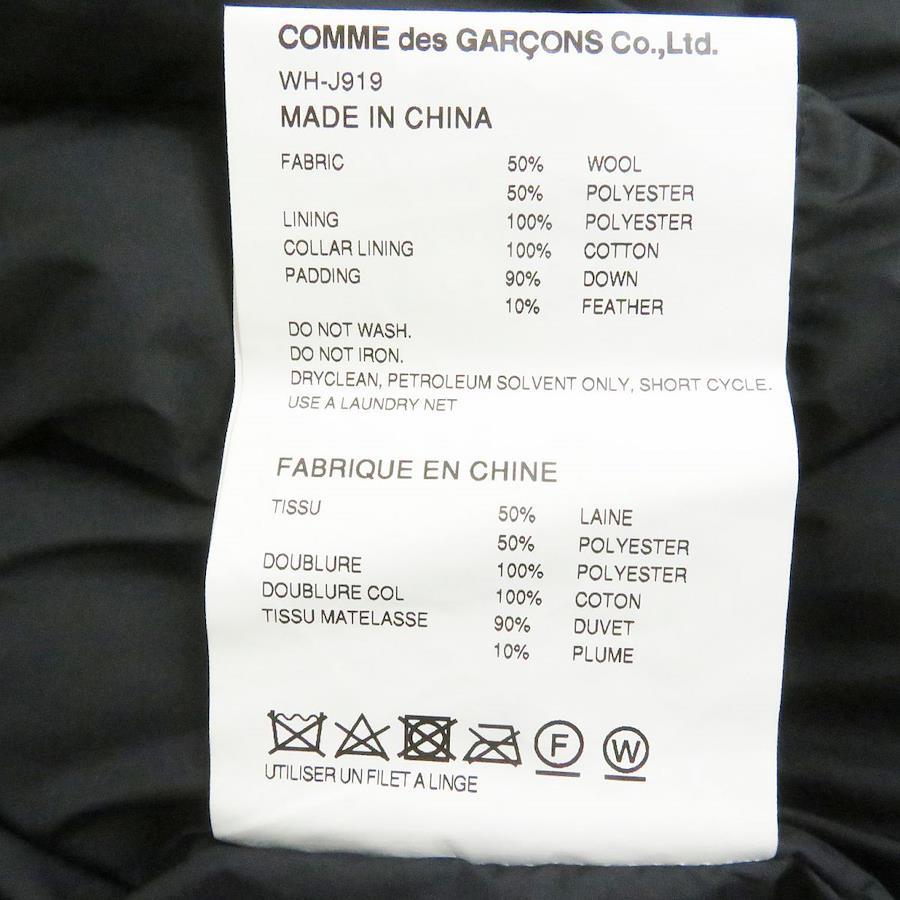 COMME des GARÇONS Co.,Ltd.
WH-J919
MADE IN CHINA
FABRIC 50% WOOL
50% POLYESTER
LINING 100% POLYESTER
COLLAR LINING 100% COTTON
PADDING 90% DOWN
10% FEATHER
DO NOT WASH.
DO NOT IRON.
DRYCLEAN, PETROLEUM SOLVENT ONLY, SHORT CYCLE.
USE A LAUNDRY NET
FABRIQUE EN CHINE
TISSU 50% LAINE
50% POLYESTER
DOUBLURE 100% POLYESTER
DOUBLURE COL 100% COTON
TISSU MATELASSE 90% DUVET
10% PLUME
F W
UTILISER UN FILET A LINGE